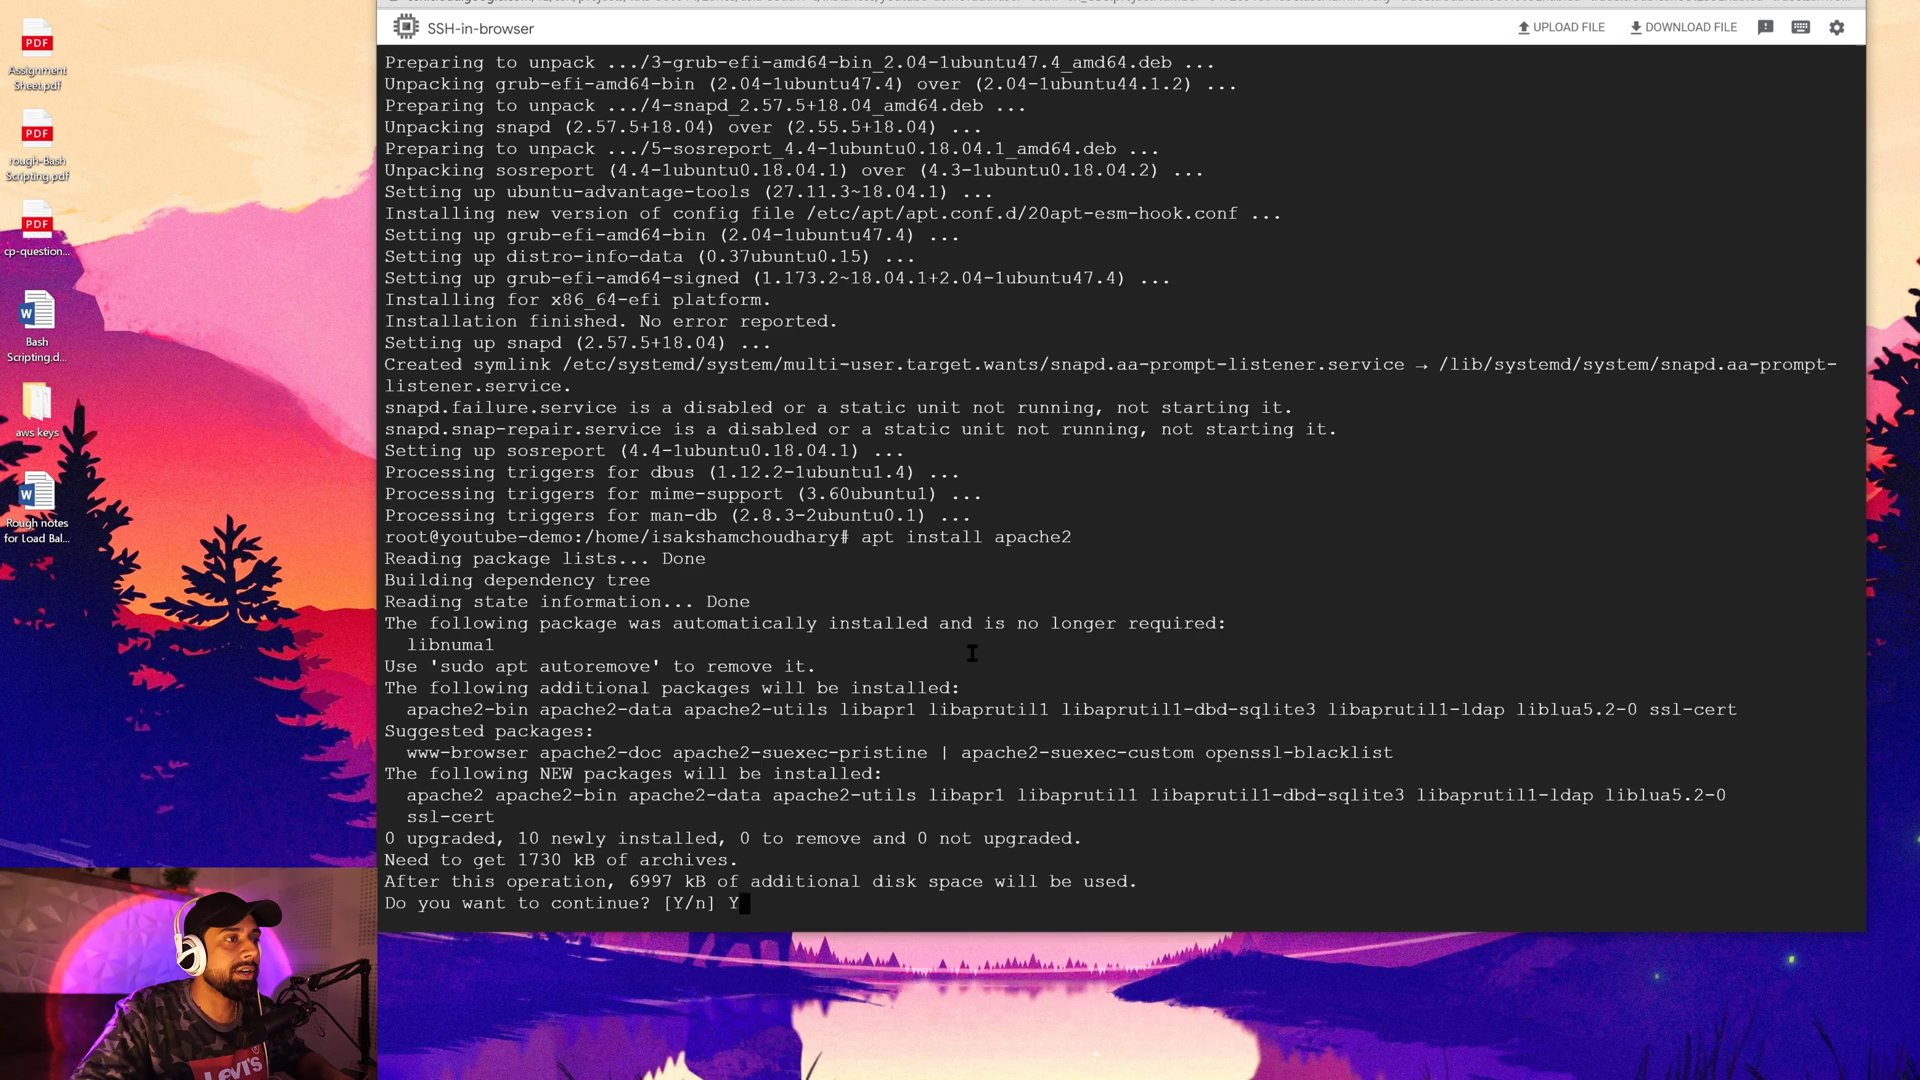 SSH-in-browser
UPLOAD FILE
DOWNLOAD FILE
PDF
Assignment
Sheet.pdf
PDF
rough-Bash
Scripting.pdf
PDF
cp-question...
W
Bash
Scripting.d...
aws keys
W
Rough notes
for Load Bal...
Preparing to unpack .../3-grub-efi-amd64-bin_2.04-1ubuntu47.4_amd64.deb ...
Unpacking grub-efi-amd64-bin (2.04-1ubuntu47.4) over (2.04-1ubuntu44.1.2) ...
Preparing to unpack .../4-snapd_2.57.5+18.04_amd64.deb ...
Unpacking snapd (2.57.5+18.04) over (2.55.5+18.04) ...
Preparing to unpack .../5-sosreport_4.4-1ubuntu0.18.04.1_amd64.deb ...
Unpacking sosreport (4.4-1ubuntu0.18.04.1) over (4.3-1ubuntu0.18.04.2) ...
Setting up ubuntu-advantage-tools (27.11.3~18.04.1) ...
Installing new version of config file /etc/apt/apt.conf.d/20apt-esm-hook.conf ...
Setting up grub-efi-amd64-bin (2.04-1ubuntu47.4) ...
Setting up distro-info-data (0.37ubuntu0.15) ...
Setting up grub-efi-amd64-signed (1.173.2~18.04.1+2.04-1ubuntu47.4) ...
Installing for x86_64-efi platform.
Installation finished. No error reported.
Setting up snapd (2.57.5+18.04) ...
Created symlink /etc/systemd/system/multi-user.target.wants/snapd.aa-prompt-listener.service → /lib/systemd/system/snapd.aa-prompt-
listener.service.
snapd.failure.service is a disabled or a static unit not running, not starting it.
snapd.snap-repair.service is a disabled or a static unit not running, not starting it.
Setting up sosreport (4.4-1ubuntu0.18.04.1) ...
Processing triggers for dbus (1.12.2-1ubuntu1.4) ...
Processing triggers for mime-support (3.60ubuntu1) ...
Processing triggers for man-db (2.8.3-2ubuntu0.1) ...
root@youtube-demo:/home/isakshamchoudhary# apt install apache2
Reading package lists... Done
Building dependency tree
Reading state information... Done
The following package was automatically installed and is no longer required:
libnuma1
Use 'sudo apt autoremove' to remove it.
The following additional packages will be installed:
apache2-bin apache2-data apache2-utils libapr1 libaprutil1 libaprutil1-dbd-sqlite3 libaprutil1-ldap liblua5.2-0 ssl-cert
Suggested packages:
www-browser apache2-doc apache2-suexec-pristine | apache2-suexec-custom openssl-blacklist
The following NEW packages will be installed:
apache2 apache2-bin apache2-data apache2-utils libapr1 libaprutil1 libaprutil1-dbd-sqlite3 libaprutil1-ldap liblua5.2-0
ssl-cert
0 upgraded, 10 newly installed, 0 to remove and 0 not upgraded.
Need to get 1730 kB of archives.
After this operation, 6997 kB of additional disk space will be used.
Do you want to continue? [Y/n] Y
LEVI'S